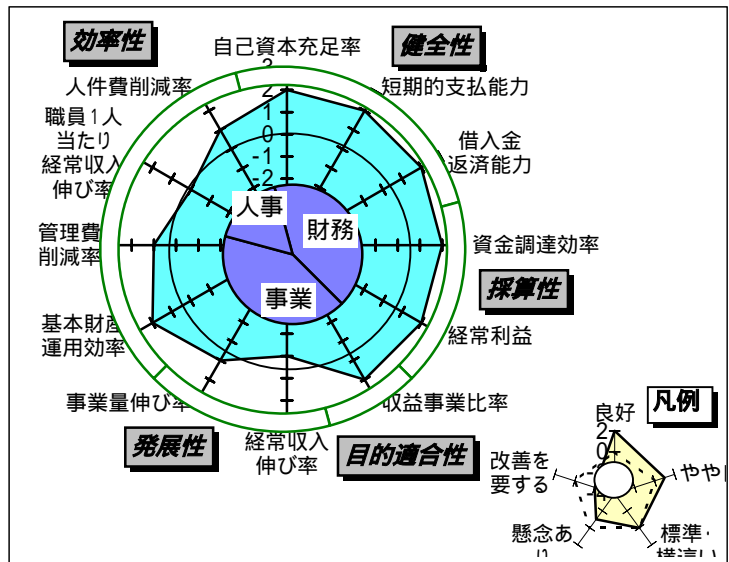 効率性
自己資本充足率
健全性
人件費削減率
短期的支払能力
職員1人
当たり
経常収入
伸び率
借入金
返済能力
3
2
1
0
-1
-2
人事
財務
事業
管理費
削減率
資金調達効率
採算性
基本財産
運用効率
経常利益
事業量伸び率
収益事業比率
発展性
経常収入
伸び率
目的適合性
凡例
良好
2
0
改善を
要する
やや
懸念あ
標準・
横這い